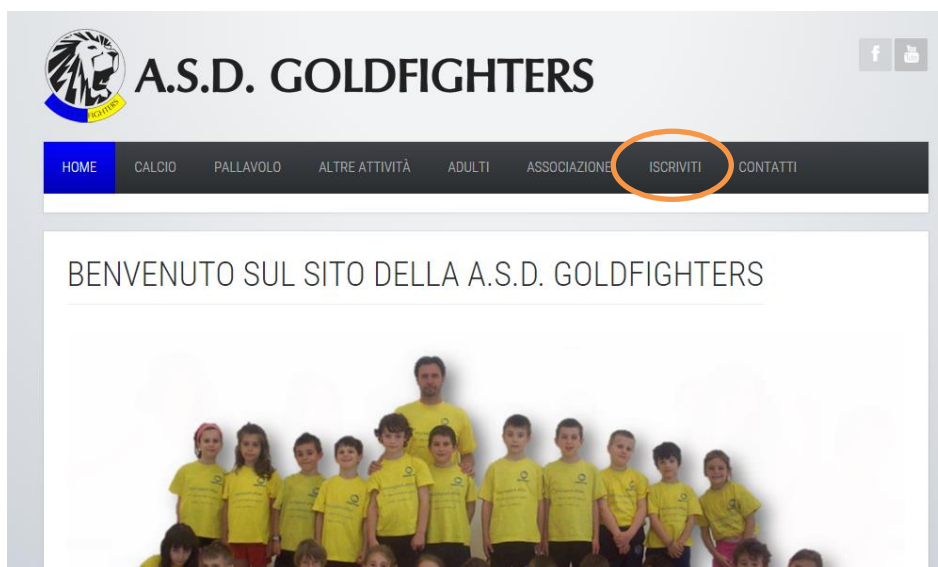 A.S.D. GOLDFIGHTERS
HOME CALCIO PALLAVOLO ALTRE ATTIVITÀ ADULTI ASSOCIAZIONE ISCRIVITI CONTATTI
BENVENUTO SUL SITO DELLA A.S.D. GOLDFIGHTERS